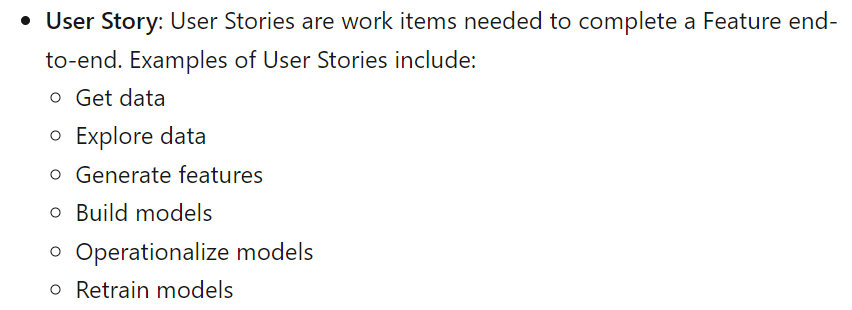 • User Story: User Stories are work items needed to complete a Feature end-
to-end. Examples of User Stories include:
○ Get data
○ Explore data
○ Generate features
○ Build models
○ Operationalize models
○ Retrain models